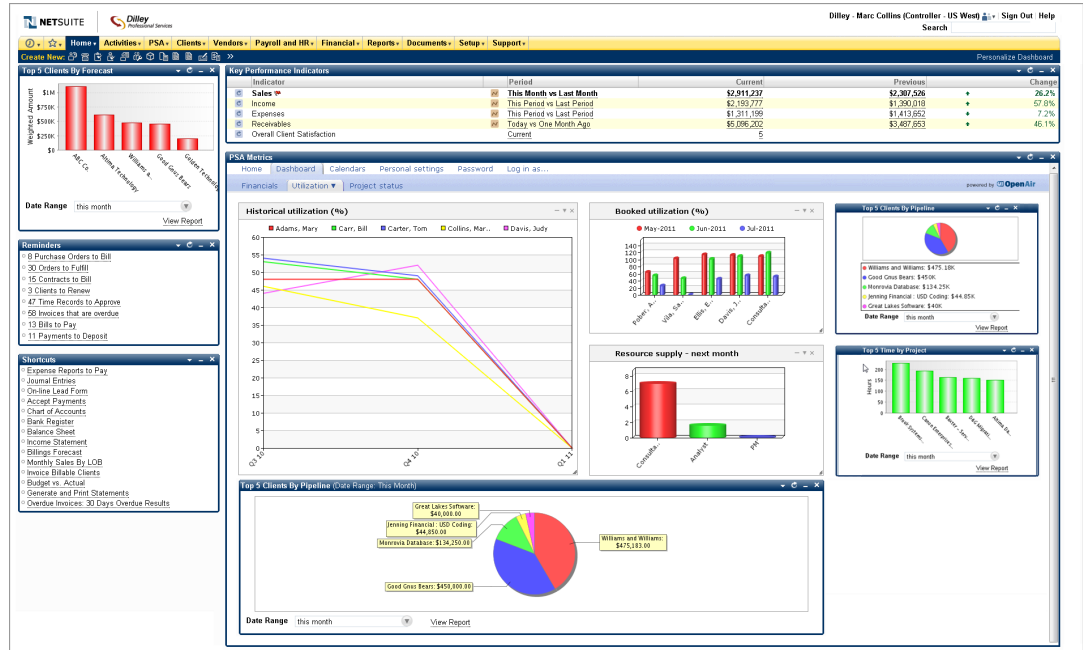 NETSUITE
Dilley
Professional Services
Dilley - Marc Collins (Controller - US West)
Sign Out
Help
Search
Home
Activities
PSA
Clients
Vendors
Payroll and HR
Financial
Reports
Documents
Setup
Support
Create New:
»
Personalize Dashboard
Top 5 Clients By Forecast
Weighted Amount
$1M
$750K
$500K
$250K
$0
ABC Co.
Ahima Technology
Williams a...
Good Gnus Bears
Golden Technolog
Date Range this month
View Report
Reminders
8 Purchase Orders to Bill
30 Orders to Fulfill
15 Contracts to Bill
3 Clients to Renew
47 Time Records to Approve
58 Invoices that are overdue
13 Bills to Pay
11 Payments to Deposit
Shortcuts
Expense Reports to Pay
Journal Entries
On-line Lead Form
Accept Payments
Chart of Accounts
Bank Register
Balance Sheet
Income Statement
Billings Forecast
Monthly Sales By LOB
Invoice Billable Clients
Budget vs. Actual
Generate and Print Statements
Overdue Invoices: 30 Days Overdue Results
Key Performance Indicators
Indicator Period Current Previous Change
Sales This Month vs Last Month $2,911,237 $2,307,526 26.2%
Income This Period vs Last Period $2,193,777 $1,390,018 57.8%
Expenses This Period vs Last Period $1,311,199 $1,413,652 7.2%
Receivables Today vs One Month Ago $5,096,202 $3,487,653 46.1%
Overall Client Satisfaction Current 5
PSA Metrics
Home Dashboard Calendars Personal settings Password Log in as...
Financials Utilization ▼ Project status
powered by OpenAir
Historical utilization (%)
Adams, Mary Carr, Bill Carter, Tom Collins, Mar... Davis, Judy
60
55
50
45
40
35
30
25
20
15
10
5
0
Q3 10
Q4 10
Q1 11
Booked utilization (%)
May-2011 Jun-2011 Jul-2011
140
120
100
80
60
40
20
0
Pober, A..
Vila, Sa..
Ellis, E..
Davis, J..
Consulta..
Resource supply - next month
8
6
4
2
0
Consulta..
Analyst
PM
Top 5 Clients By Pipeline
Williams and Williams: $475.18K
Good Gnus Bears: $450K
Monrovia Database: $134.25K
Jenning Financial : USD Coding: $44.85K
Great Lakes Software: $40K
Date Range this month
View Report
Top 5 Time by Project
Hours
200
150
100
50
0
Date Range this month
View Report
Top 5 Clients By Pipeline (Date Range: This Month)
Great Lakes Software:
$40,000.00
Jenning Financial : USD Coding:
$44,850.00
Monrovia Database: $134,250.00
Williams and Williams:
$475,183.00
Good Gnus Bears: $450,000.00
Date Range this month
View Report